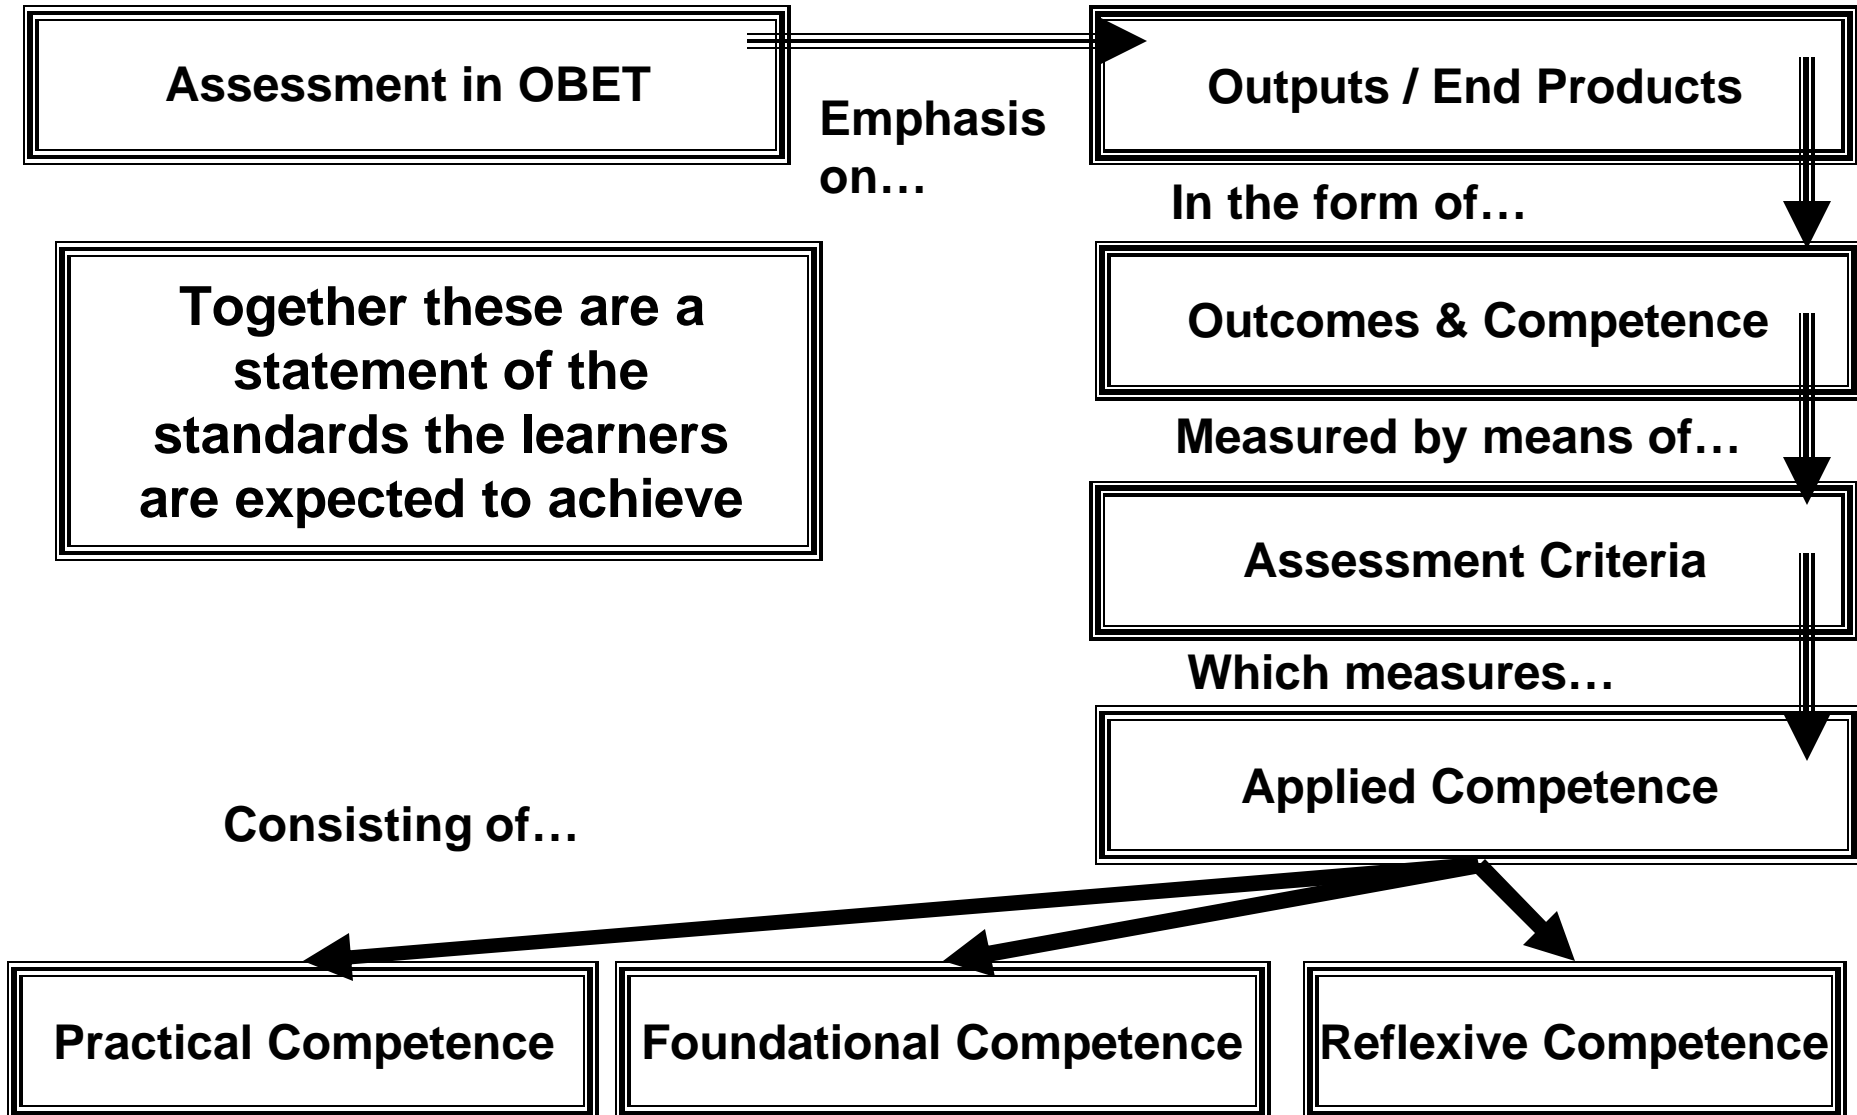 Assessment in OBET
Emphasis
on…
Outputs / End Products
In the form of…
Together these are a
statement of the
standards the learners
are expected to achieve
Outcomes & Competence
Measured by means of…
Assessment Criteria
Which measures…
Applied Competence
Consisting of…
Practical Competence
Foundational Competence
Reflexive Competence